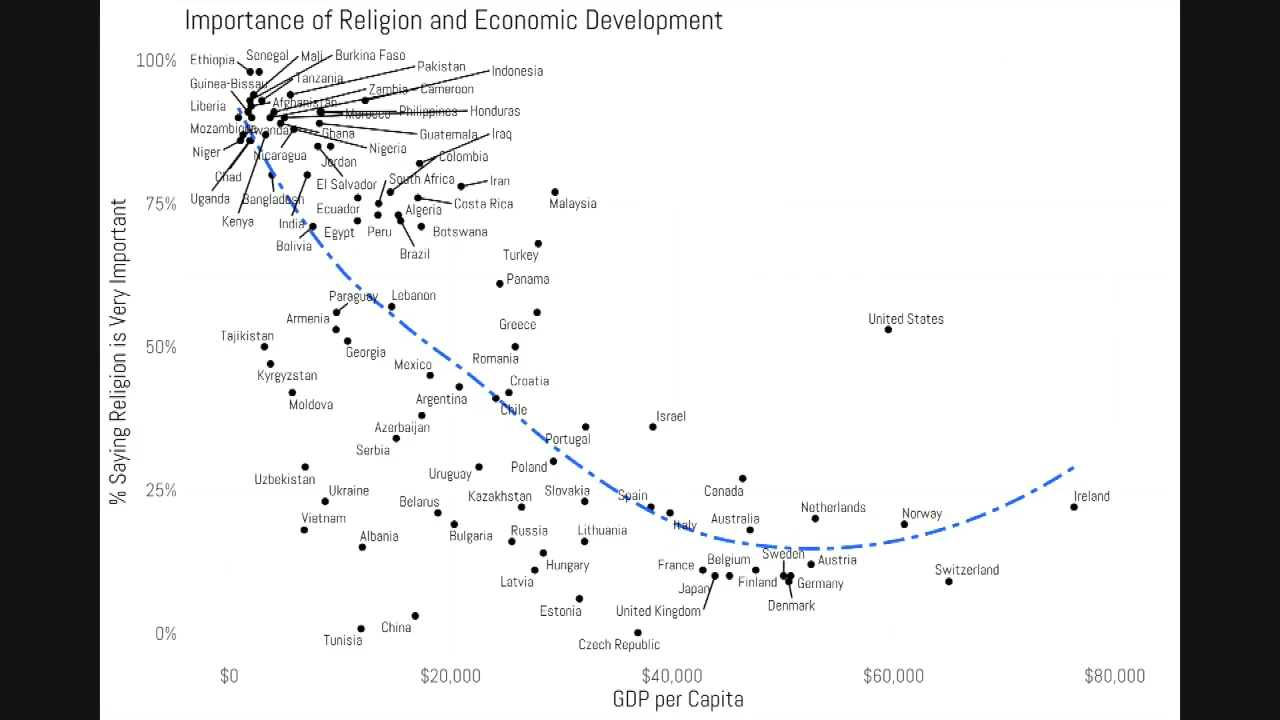 Importance of Religion and Economic Development
100%
75%
50%
25%
0%
% Saying Religion is Very Important
Ethiopia
Senegal
Mali
Burkina Faso
Pakistan
Indonesia
Guinea-Bissau
Tanzania
Zambia
Cameroon
Liberia
Afghanistan
Morocco
Philippines
Honduras
Mozambique
Rwanda
Ghana
Guatemala
Iraq
Niger
Nicaragua
Nigeria
Jordan
Colombia
Chad
El Salvador
South Africa
Iran
Uganda
Bangladesh
Ecuador
Algeria
Costa Rica
Malaysia
Kenya
India
Egypt
Peru
Botswana
Bolivia
Brazil
Turkey
Panama
Paraguay
Lebanon
Armenia
Greece
United States
Tajikistan
Georgia
Romania
Kyrgyzstan
Mexico
Croatia
Moldova
Argentina
Chile
Israel
Azerbaijan
Portugal
Serbia
Uzbekistan
Uruguay
Poland
Ukraine
Belarus
Kazakhstan
Slovakia
Spain
Canada
Ireland
Vietnam
Netherlands
Norway
Albania
Bulgaria
Russia
Lithuania
Italy
Australia
Hungary
France
Belgium
Sweden
Austria
Latvia
Japan
Finland
Germany
Switzerland
Estonia
United Kingdom
Denmark
Tunisia
China
Czech Republic
$0
$20,000
$40,000
$60,000
$80,000
GDP per Capita